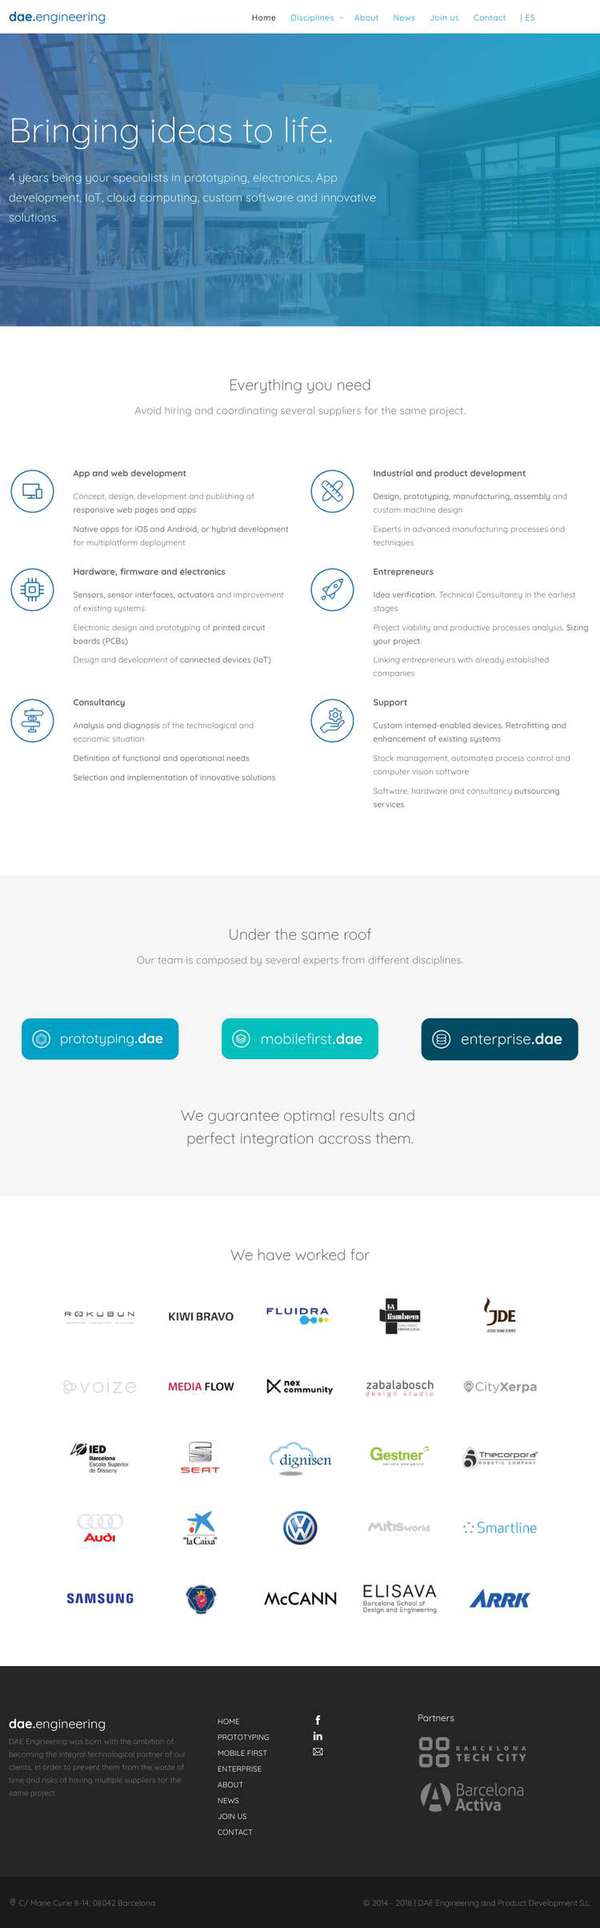 dae.engineering
Home Disciplines About News Join us Contact | ES
Bringing ideas to life.
4 years being your specialists in prototyping, electronics, App
development, IoT, cloud computing, custom software and innovative
solutions.
Everything you need
Avoid hiring and coordinating several suppliers for the same project.
App and web development
Concept, design, development and publishing of
responsive web pages and apps
Native apps for iOS and Android, or hybrid development
for multiplatform deployment
Industrial and product development
Design, prototyping, manufacturing, assembly and
custom machine design
Experts in advanced manufacturing processes and
techniques.
Hardware, firmware and electronics
Sensors, sensor interfaces, actuators and improvement
of existing systems
Electronic design and prototyping of printed circuit
boards (PCBs)
Design and development of connected devices (IoT)
Entrepreneurs
Idea verification. Technical Consultancy in the earliest
stages
Project viability and productive processes analysis. Sizing
your project.
Linking entrepreneurs with already established
companies
Consultancy
Analysis and diagnosis of the technological and
economic situation
Definition of functional and operational needs
Selection and implementation of innovative solutions
Support
Custom interned-enabled devices. Retrofitting and
enhancement of existing systems
Stock management, automated process control and
computer vision software
Software, hardware and consultancy outsourcing
services
Under the same roof
Our team is composed by several experts from different disciplines.
prototyping.dae
mobilefirst.dae
enterprise.dae
We guarantee optimal results and
perfect integration accross them.
We have worked for
ROKUBUN
KIWI BRAVO
FLUIDRA
JDE
voize
MEDIA FLOW
nex
community
zabalabosch
design studio
CityXerpa
IED
Barcelona
Escola Superior
de Disseny
SEAT
dignisen
Gestner
Thecorpora
ROBOTIC COMPANY
Audi
"la Caixa"
Mitisworld
Smartline
SAMSUNG
McCANN
ELISAVA
Barcelona School of
Design and Engineering
ARRK
dae.engineering
DAE Engineering was born with the ambition of
becoming the integral technological partner of our
clients, in order to prevent them from the waste of
time and risks of having multiple suppliers for the
same project.
HOME
PROTOTYPING
MOBILE FIRST
ENTERPRISE
ABOUT
NEWS
JOIN US
CONTACT
Partners
BARCELONA
TECH CITY
Barcelona
Activa
C/ Marie Curie 8-14, 08042 Barcelona
© 2014 - 2018 | DAE Engineering and Product Development S.L.